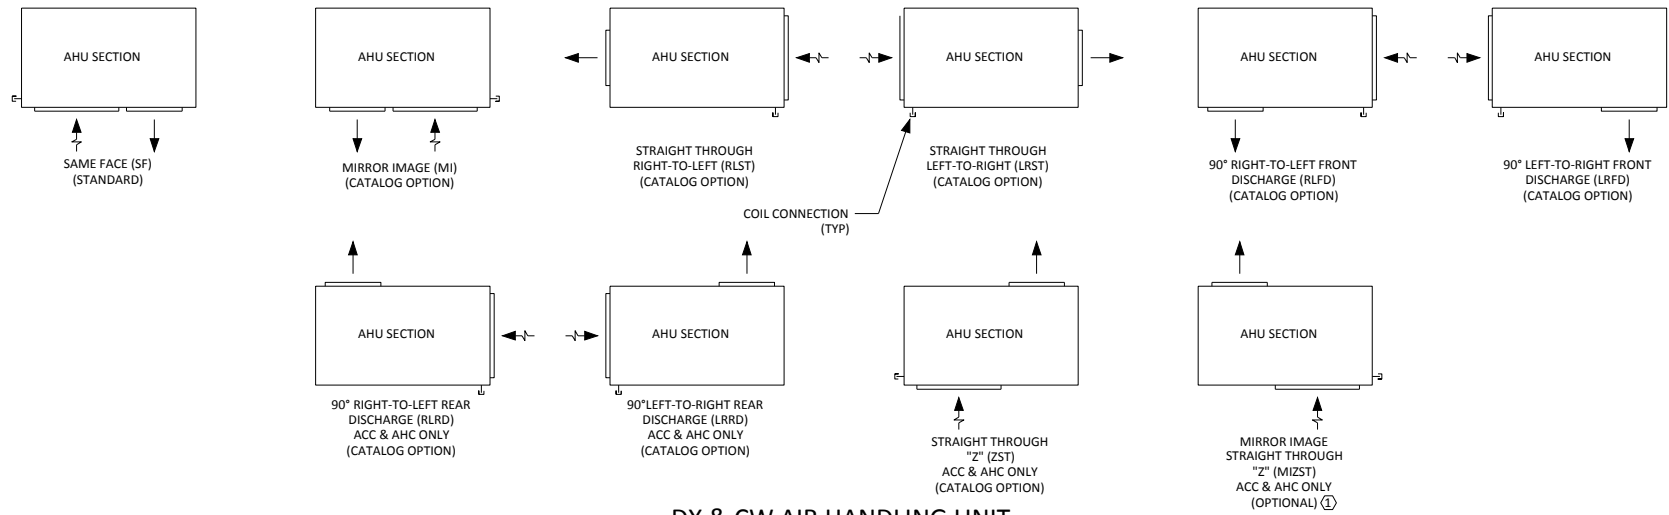 AHU SECTION
AHU SECTION
AHU SECTION
AHU SECTION
AHU SECTION
AHU SECTION
SAME FACE (SF)
(STANDARD)
MIRROR IMAGE (MI)
(CATALOG OPTION)
STRAIGHT THROUGH
RIGHT-TO-LEFT (RLST)
(CATALOG OPTION)
STRAIGHT THROUGH
LEFT-TO-RIGHT (LRST)
(CATALOG OPTION)
90° RIGHT-TO-LEFT FRONT
DISCHARGE (RLFD)
(CATALOG OPTION)
90° LEFT-TO-RIGHT FRONT
DISCHARGE (LRFD)
(CATALOG OPTION)
COIL CONNECTION
(TYP)
AHU SECTION
AHU SECTION
AHU SECTION
AHU SECTION
90° RIGHT-TO-LEFT REAR
DISCHARGE (RLRD)
ACC & AHC ONLY
(CATALOG OPTION)
90°LEFT-TO-RIGHT REAR
DISCHARGE (LRRD)
ACC & AHC ONLY
(CATALOG OPTION)
STRAIGHT THROUGH
"Z" (ZST)
ACC & AHC ONLY
(CATALOG OPTION)
MIRROR IMAGE
STRAIGHT THROUGH
"Z" (MIZST)
ACC & AHC ONLY
(OPTIONAL) 1
DX & CW AIR HANDLING UNIT